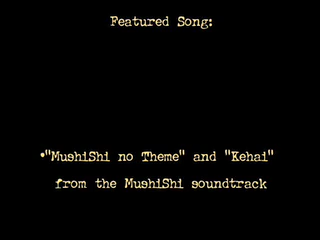 Featured Song:
•"MushiShi no Theme" and "Kehai"
from the MushiShi soundtrack